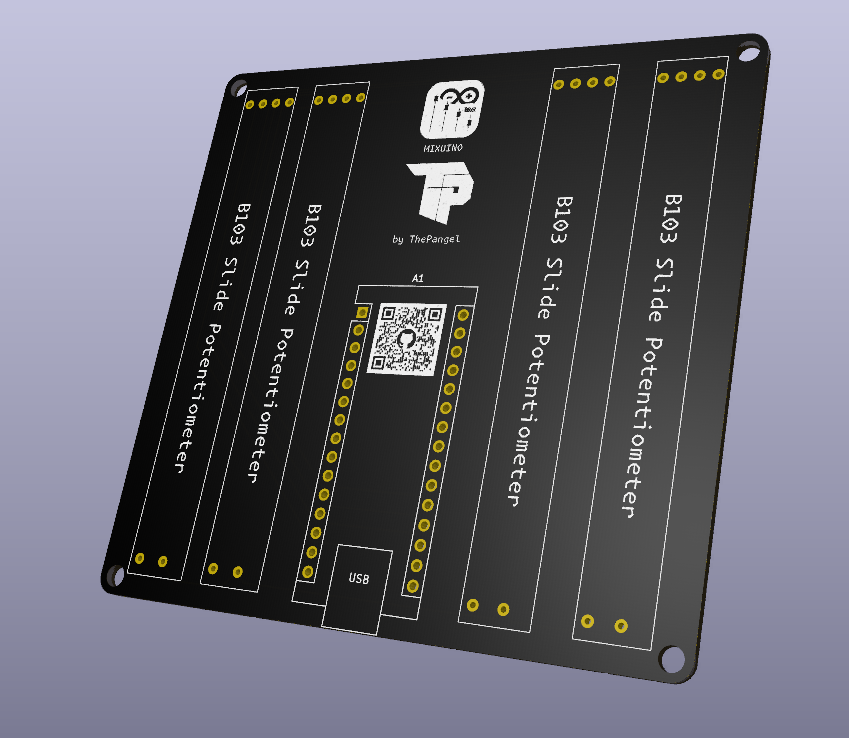 MIXUINO
by ThePangel
A1
B103 Slide Potentiometer
B103 Slide Potentiometer
B103 Slide Potentiometer
B103 Slide Potentiometer
USB